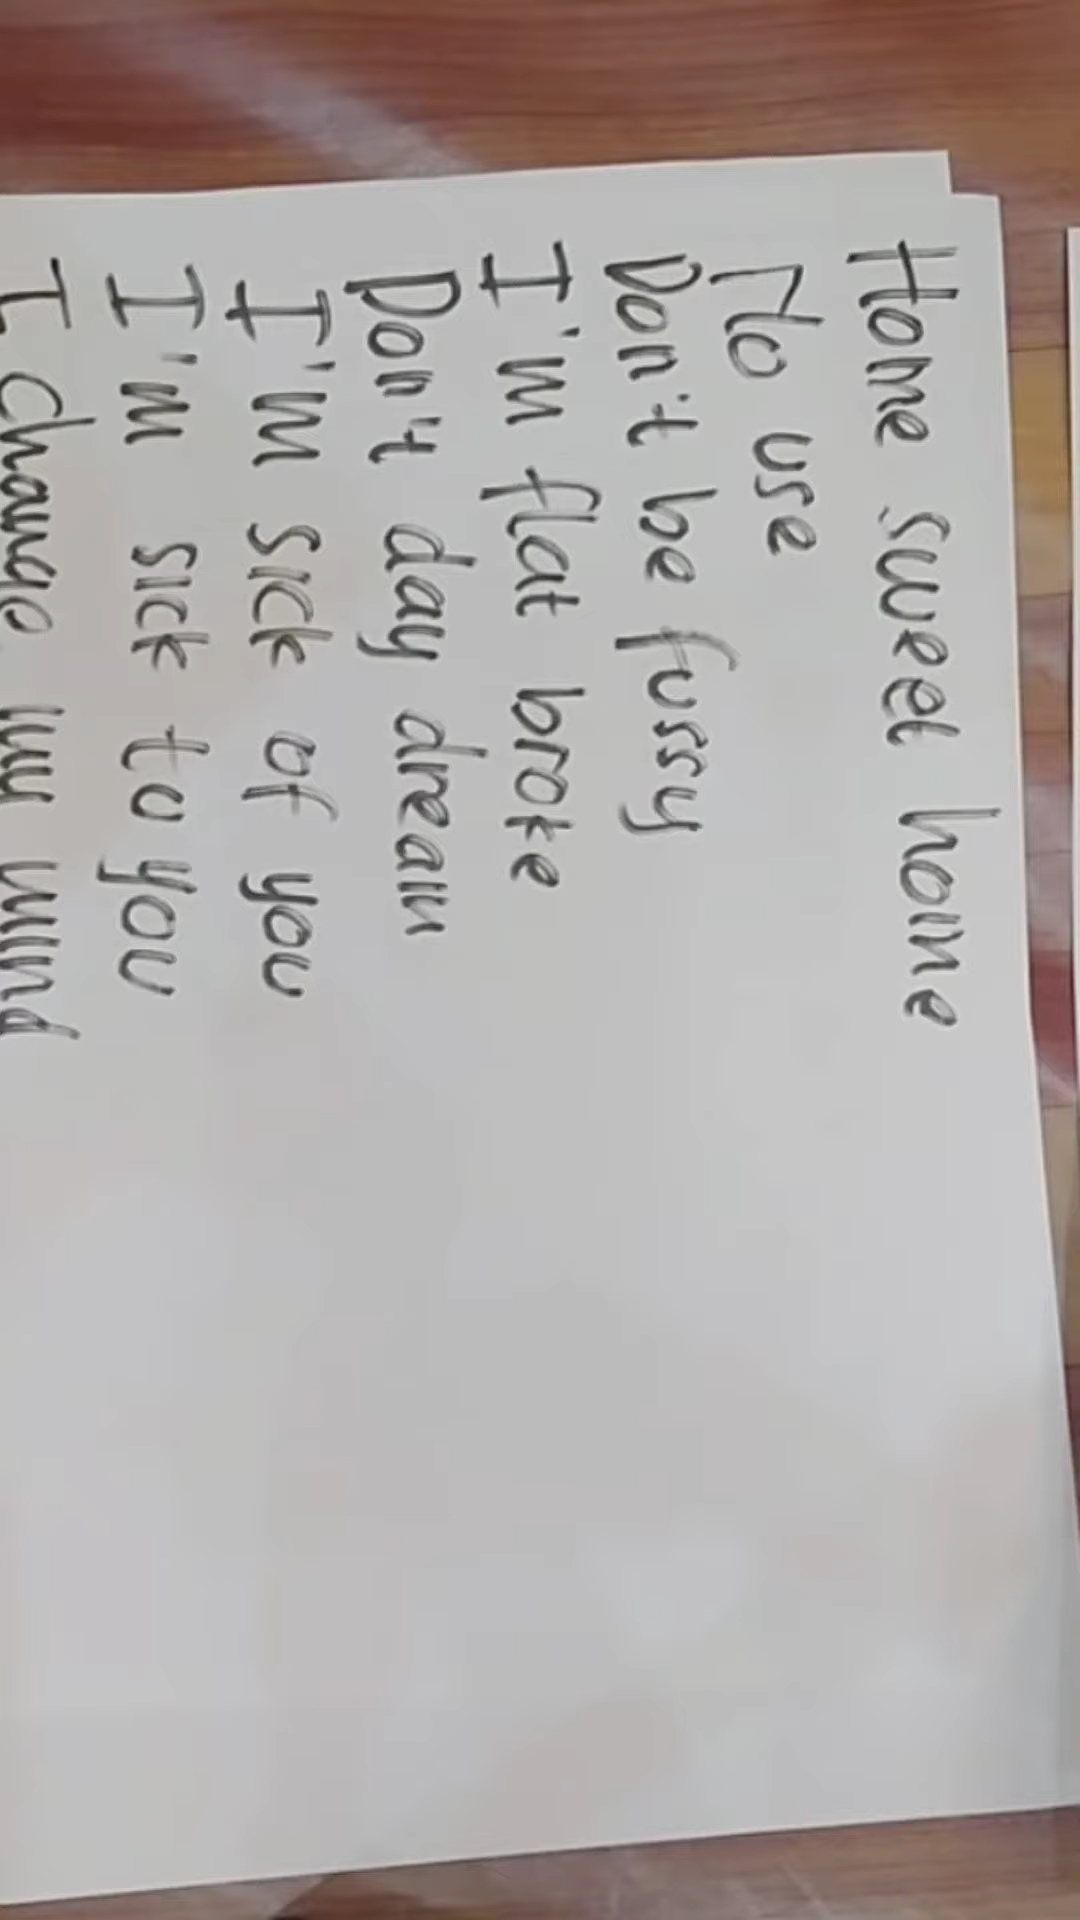 Home sweet home
No use
Don't be fussy
I'm flat broke
Don't day dream
I'm sick of you
I'm sick to you
I change my mind